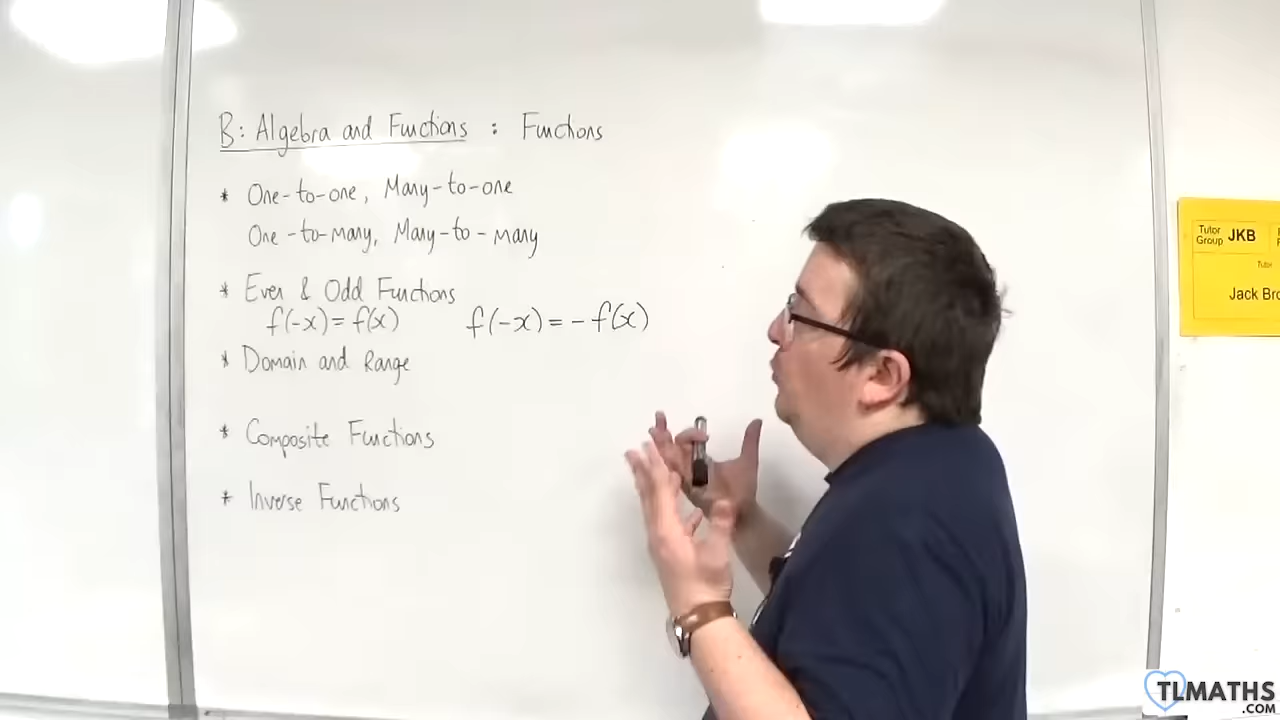 B: Algebra and Functions : Functions
* One-to-one, Many-to-one
One-to-many, Many-to-many
* Even & Odd Functions
f(-x) = f(x) f(-x) = - f(x)
* Domain and Range
* Composite Functions
* Inverse Functions
Tutor Group JKB
Tutor
Jack
TLMATHS
.COM